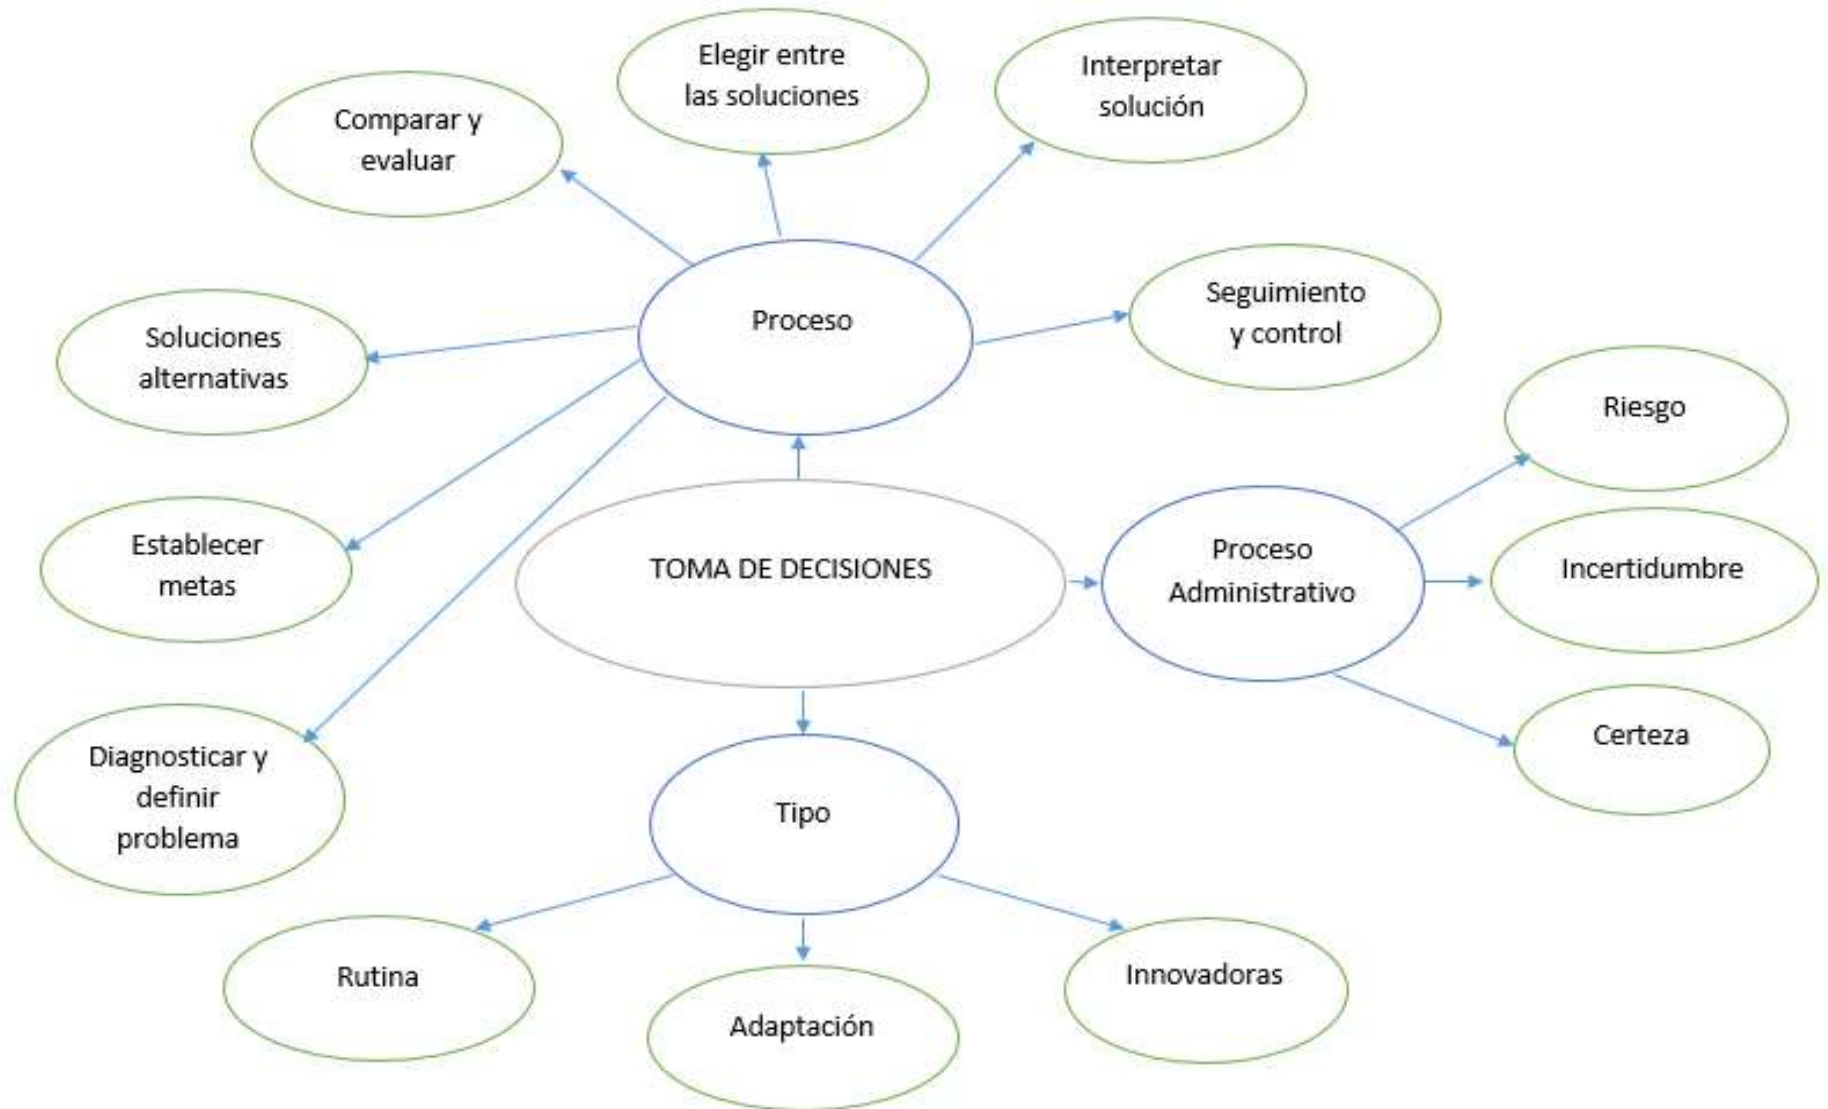 Elegir entre
las soluciones
Interpretar
solución
Comparar y
evaluar
Proceso
Seguimiento
y control
Soluciones
alternativas
Riesgo
Establecer
metas
TOMA DE DECISIONES
Proceso
Administrativo
Incertidumbre
Certeza
Diagnosticar y
definir
problema
Tipo
Rutina
Adaptación
Innovadoras